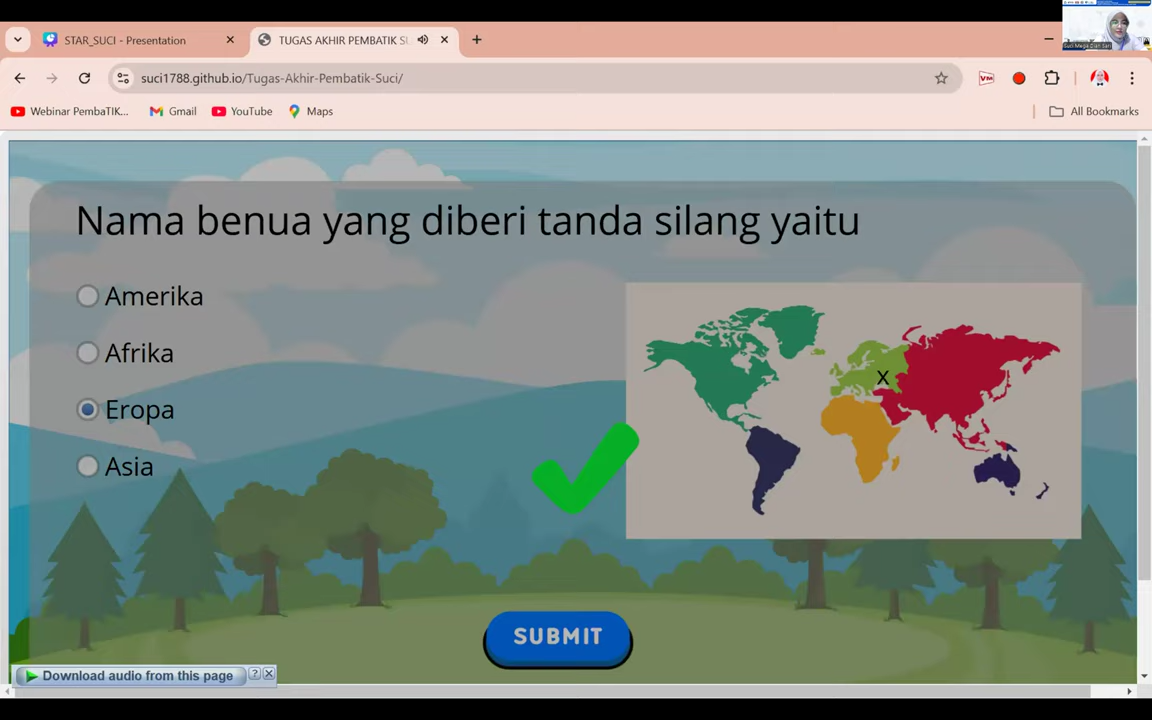 STAR_SUCI - Presentation
TUGAS AKHIR PEMBATIK SU
suci1788.github.io/Tugas-Akhir-Pembatik-Suci/
VM
Webinar PembaTIK...
Gmail
YouTube
Maps
All Bookmarks
Nama benua yang diberi tanda silang yaitu
Amerika
Afrika
Eropa
Asia
X
SUBMIT
Download audio from this page
?